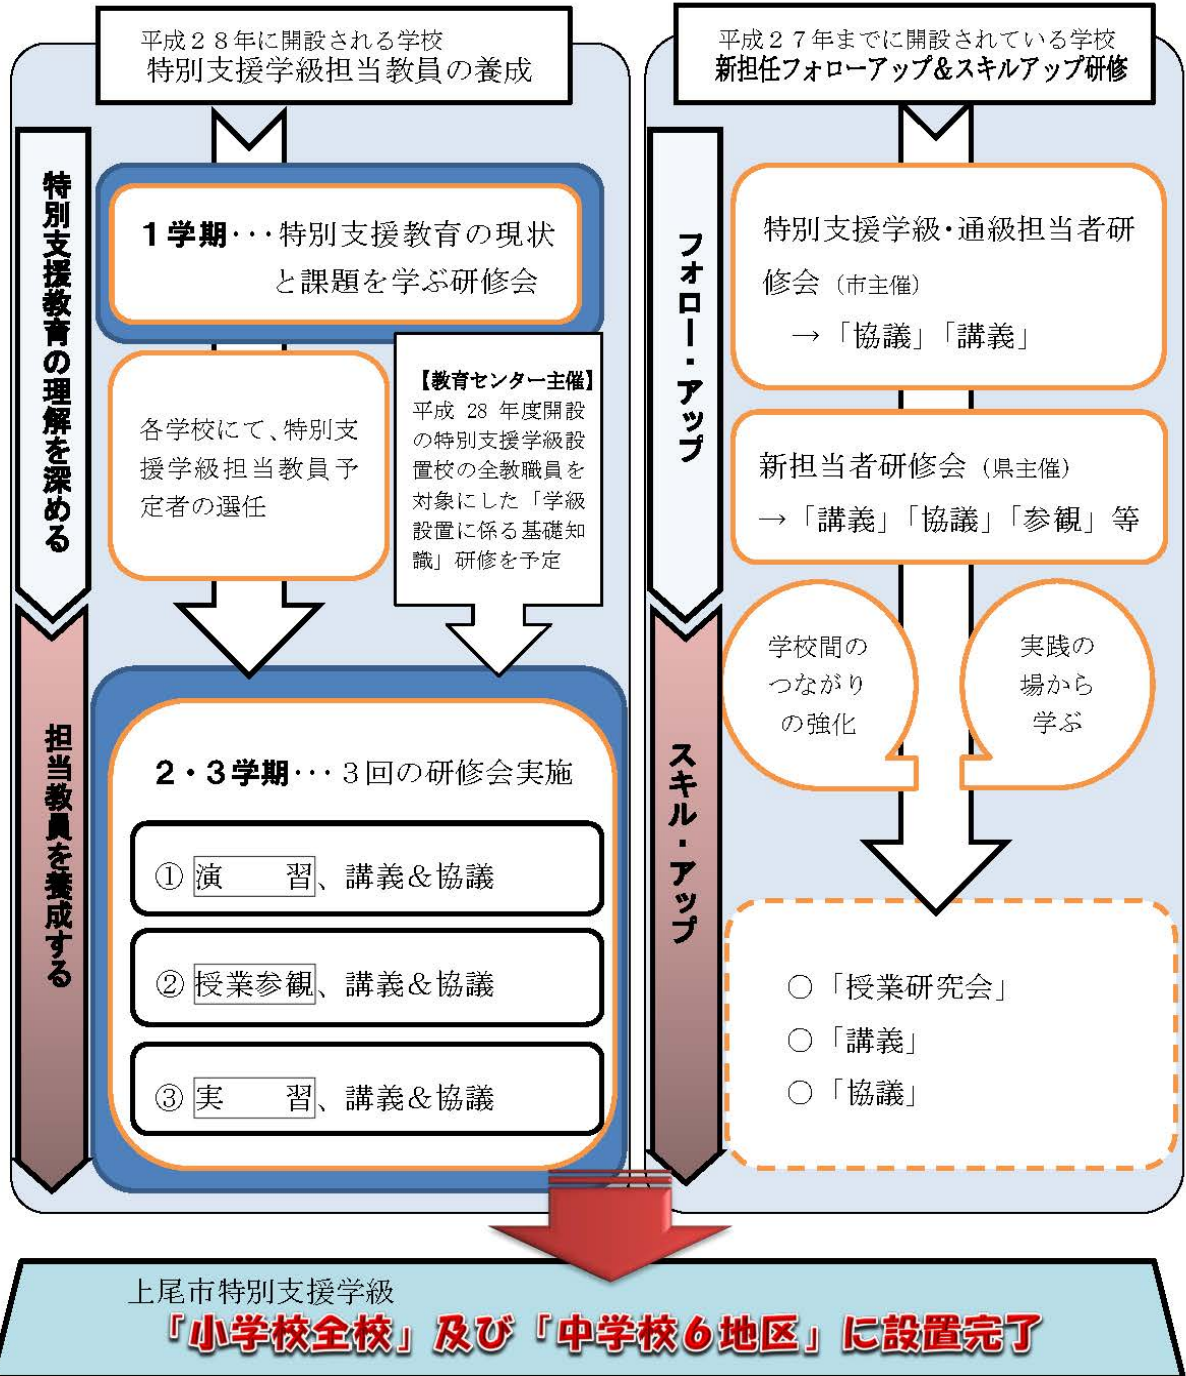 平成２８年に開設される学校
特別支援学級担当教員の養成
特別支援教育の理解を深める
担当教員を養成する
１学期･･･特別支援教育の現状
と課題を学ぶ研修会
各学校にて、特別支
援学級担当教員予
定者の選任
【教育センター主催】
平成 28 年度開設
の特別支援学級設
置校の全教職員を
対象にした「学級
設置に係る基礎知
識」研修を予定
２・３学期･･･３回の研修会実施
① 演　習、講義＆協議
② 授業参観、講義＆協議
③ 実　習、講義＆協議
平成２７年までに開設されている学校
新担任フォローアップ＆スキルアップ研修
フォロー・アップ
スキル・アップ
特別支援学級・通級担当者研
修会（市主催）
→「協議」「講義」
新担当者研修会（県主催）
→「講義」「協議」「参観」等
学校間の
つながり
の強化
実践の
場から
学ぶ
○「授業研究会」
○「講義」
○「協議」
上尾市特別支援学級
「小学校全校」及び「中学校６地区」に設置完了